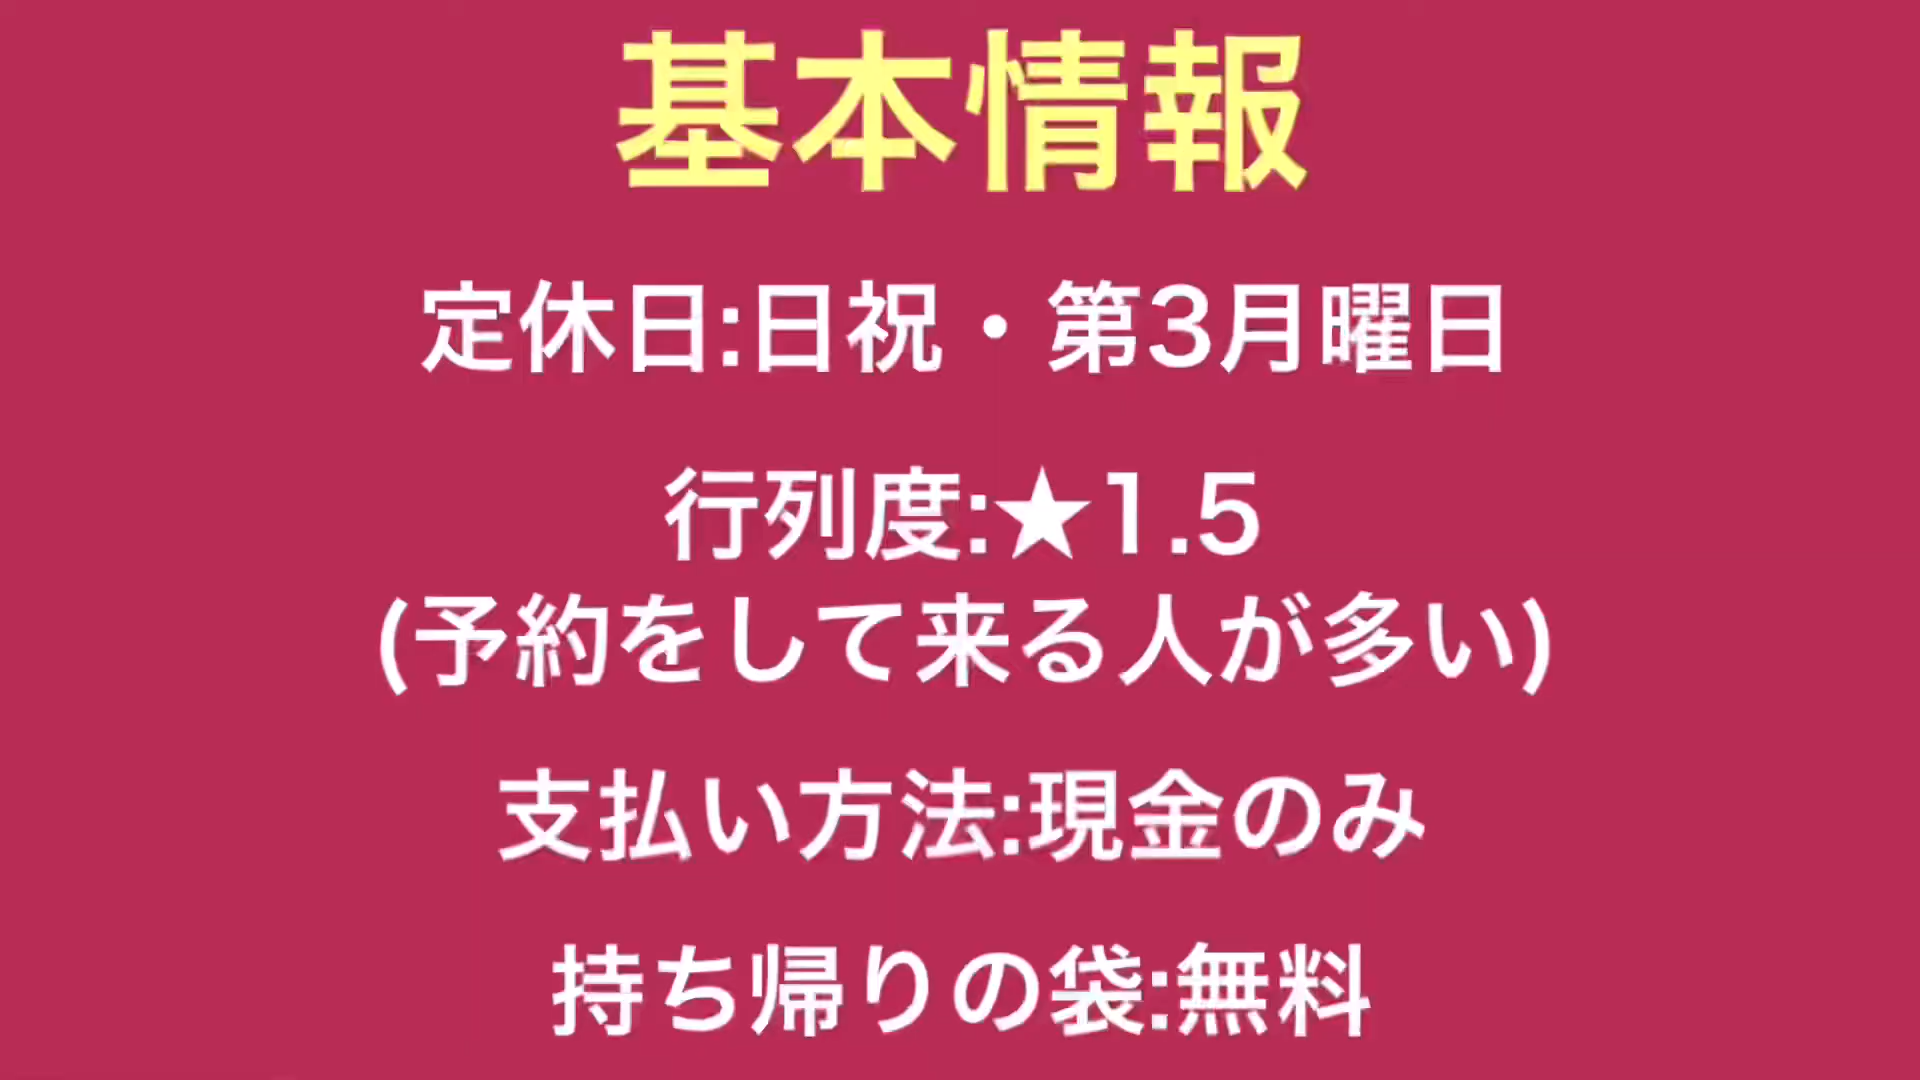 基本情報
定休日:日祝・第3月曜日
行列度:★1.5
(予約をして来る人が多い)
支払い方法:現金のみ
持ち帰りの袋:無料